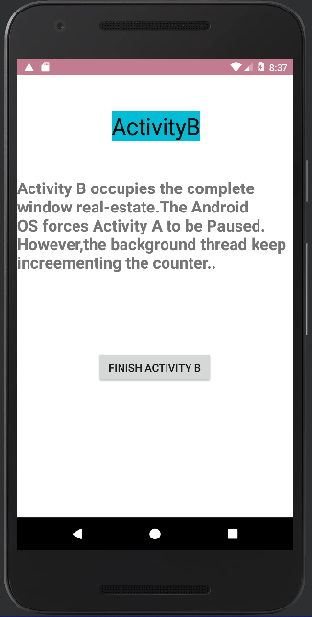 8:37
ActivityB
Activity B occupies the complete
window real-estate.The Android
OS forces Activity A to be Paused.
However,the background thread keep
increementing the counter..
FINISH ACTIVITY B